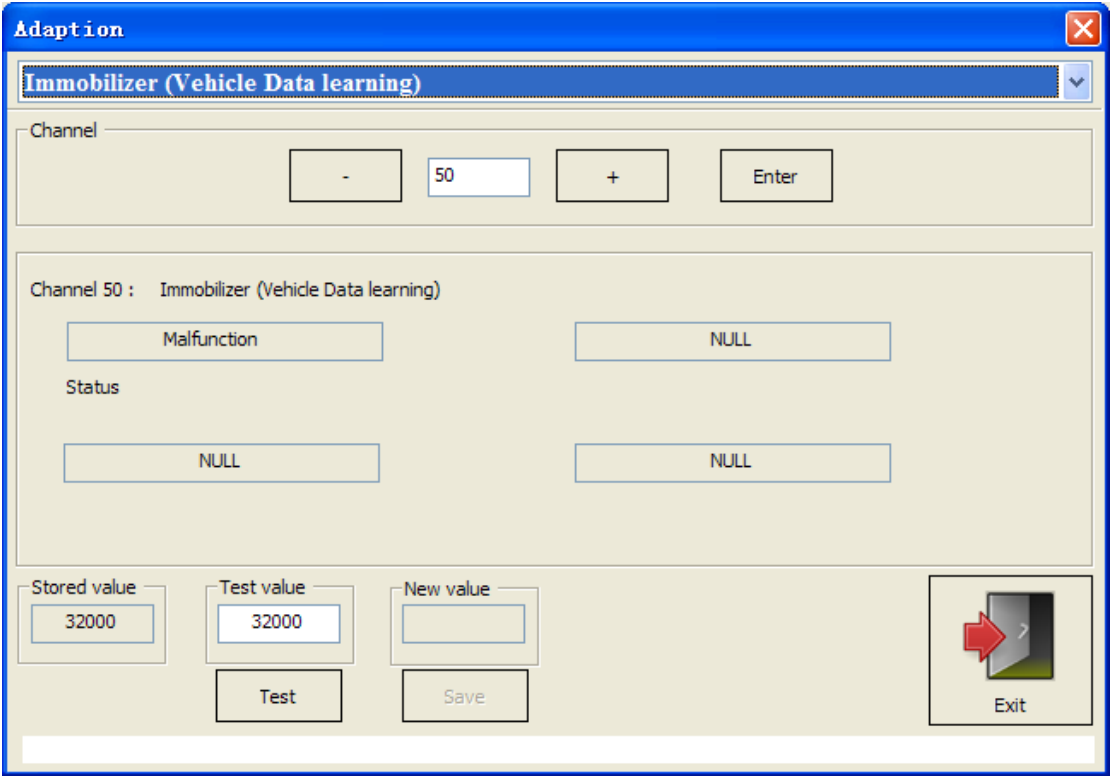 Adaption
Immobilizer (Vehicle Data learning)
Channel
- 50 + Enter
Channel 50 : Immobilizer (Vehicle Data learning)
Malfunction NULL
Status
NULL NULL
Stored value Test value New value
32000 32000
Test Save
Exit